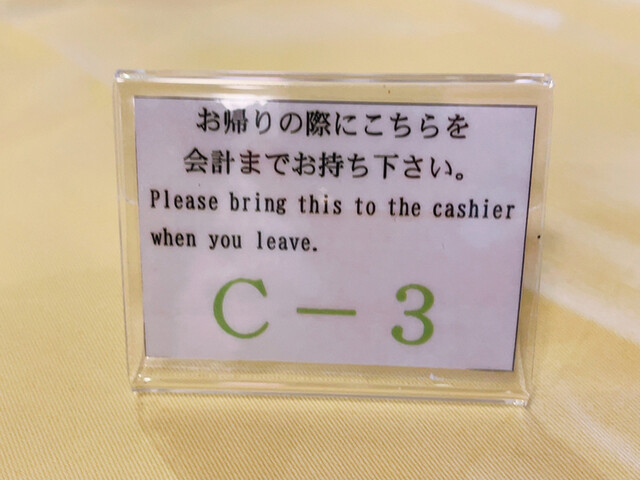 お帰りの際にこちらを
会計までお持ち下さい。
Please bring this to the cashier
when you leave.
C－3